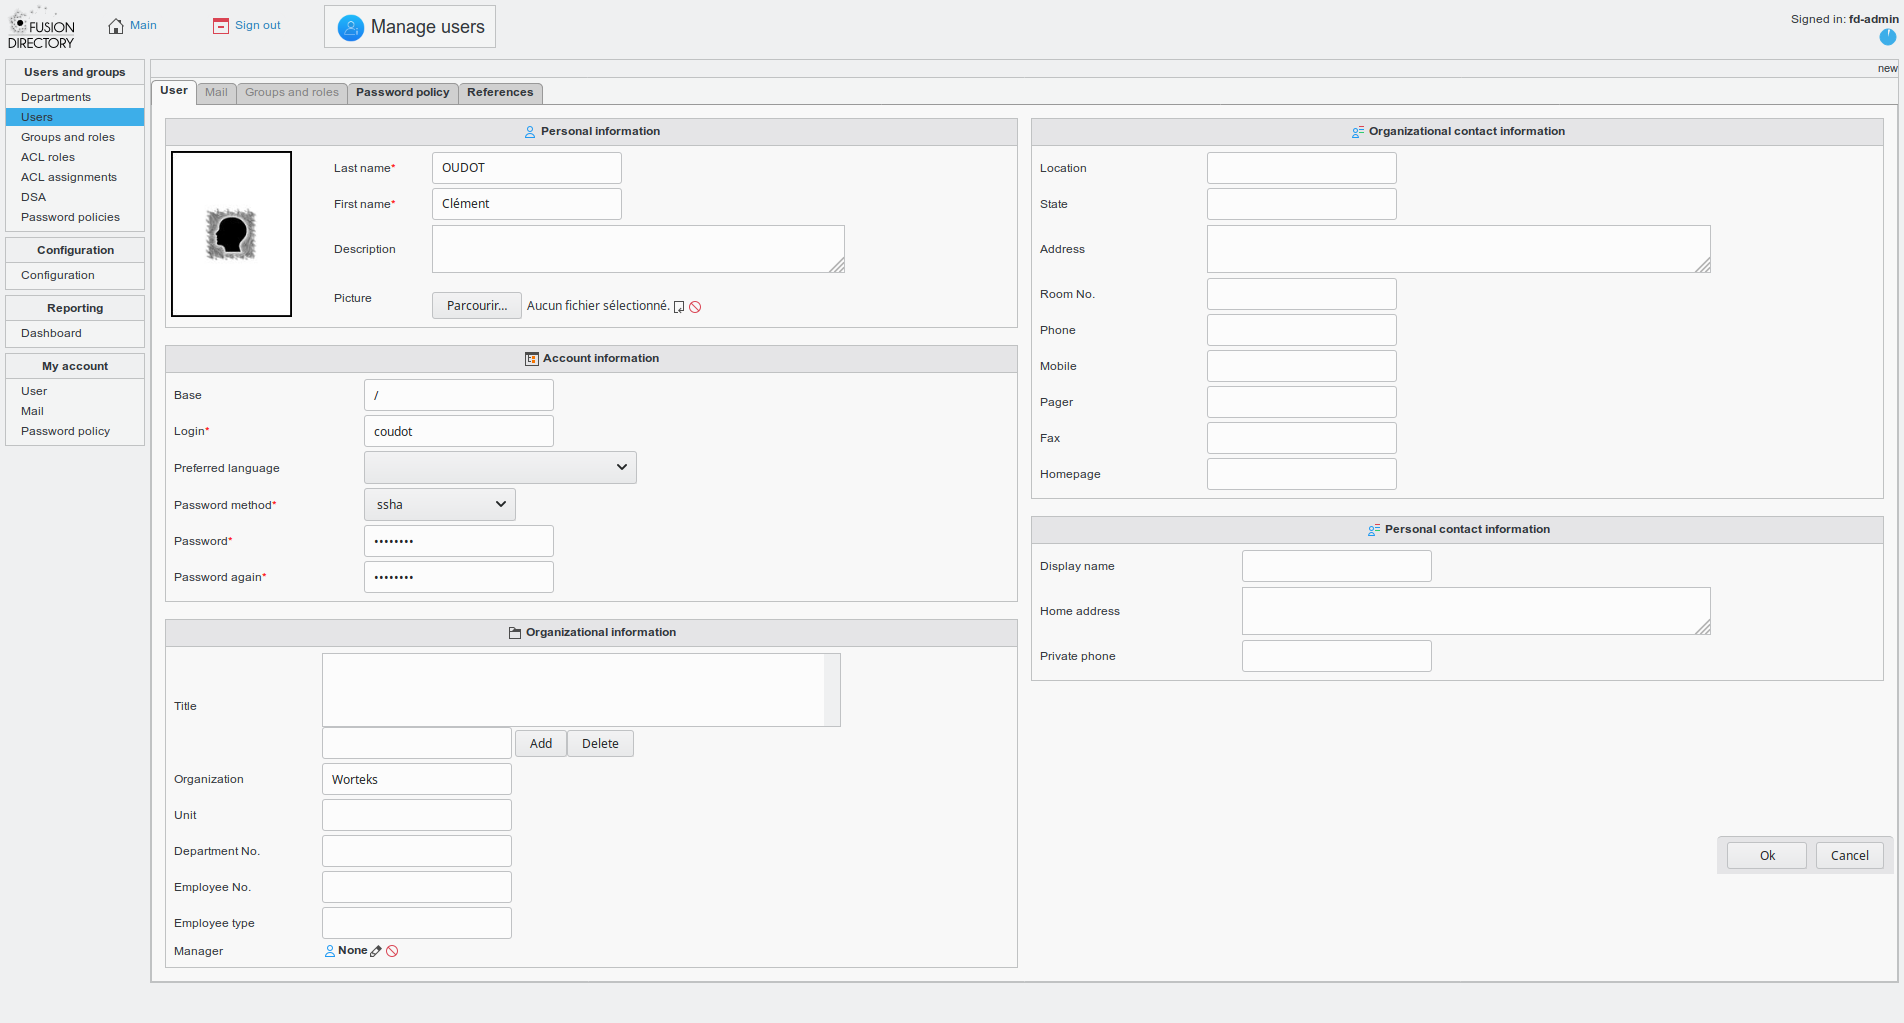 FUSION
DIRECTORY
Main
Sign out
Manage users
Signed in: fd-admin
Users and groups
Departments
Users
Groups and roles
ACL roles
ACL assignments
DSA
Password policies
Configuration
Configuration
Reporting
Dashboard
My account
User
Mail
Password policy
new
User Mail Groups and roles Password policy References
Personal information
Last name* OUDOT
First name* Clément
Description
Picture Parcourir... Aucun fichier sélectionné.
Account information
Base /
Login* coudot
Preferred language
Password method* ssha
Password* ••••••••
Password again* ••••••••
Organizational information
Title
Add Delete
Organization Worteks
Unit
Department No.
Employee No.
Employee type
Manager None
Organizational contact information
Location
State
Address
Room No.
Phone
Mobile
Pager
Fax
Homepage
Personal contact information
Display name
Home address
Private phone
Ok Cancel